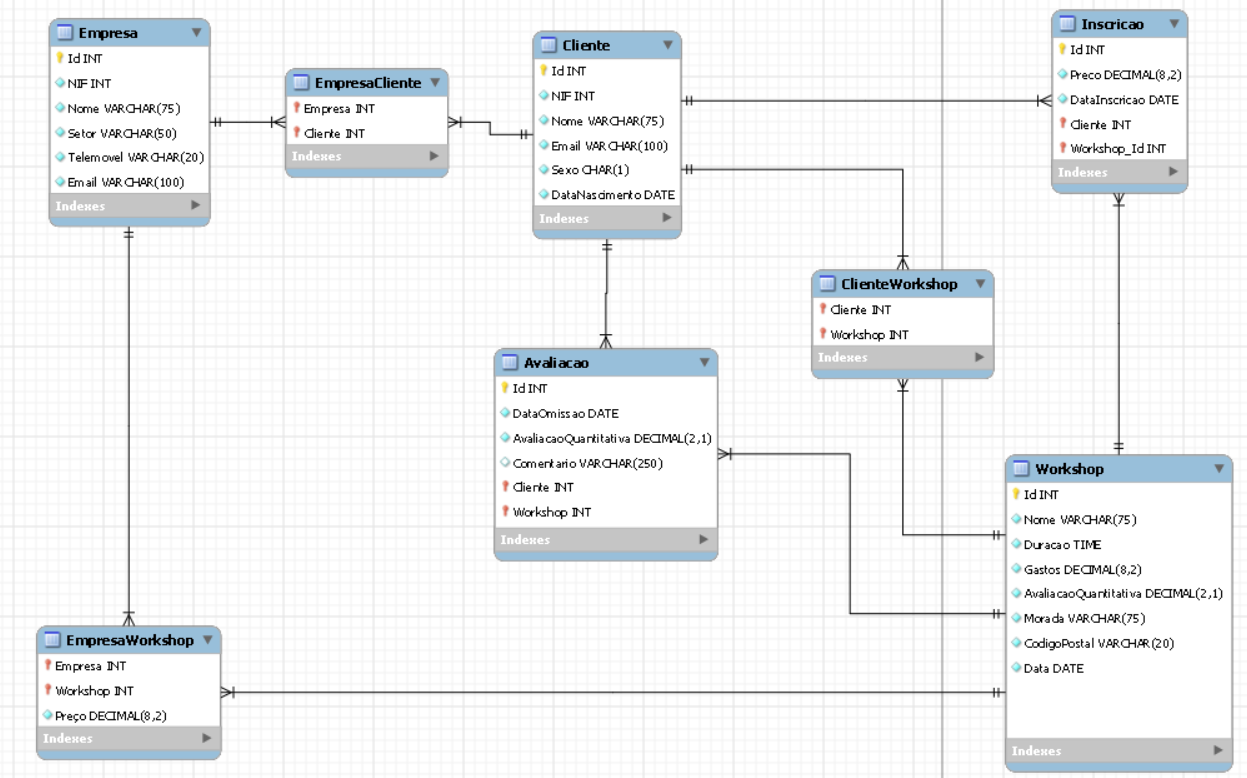 Empresa
Id INT
NIF INT
Nome VARCHAR(75)
Setor VARCHAR(50)
Telemovel VARCHAR(20)
Email VARCHAR(100)
Indexes
EmpresaCliente
Empresa INT
Cliente INT
Indexes
Cliente
Id INT
NIF INT
Nome VARCHAR(75)
Email VARCHAR(100)
Sexo CHAR(1)
DataNascimento DATE
Indexes
Inscricao
Id INT
Preco DECIMAL(8,2)
DataInscricao DATE
Cliente INT
Workshop_Id INT
Indexes
ClienteWorkshop
Cliente INT
Workshop INT
Indexes
Avaliacao
Id INT
DataOmissao DATE
AvaliacaoQuantitativa DECIMAL(2,1)
Comentario VARCHAR(250)
Cliente INT
Workshop INT
Indexes
Workshop
Id INT
Nome VARCHAR(75)
Duracao TIME
Gastos DECIMAL(8,2)
AvaliacaoQuantitativa DECIMAL(2,1)
Morada VARCHAR(75)
CodigoPostal VARCHAR(20)
Data DATE
Indexes
EmpresaWorkshop
Empresa INT
Workshop INT
Preço DECIMAL(8,2)
Indexes